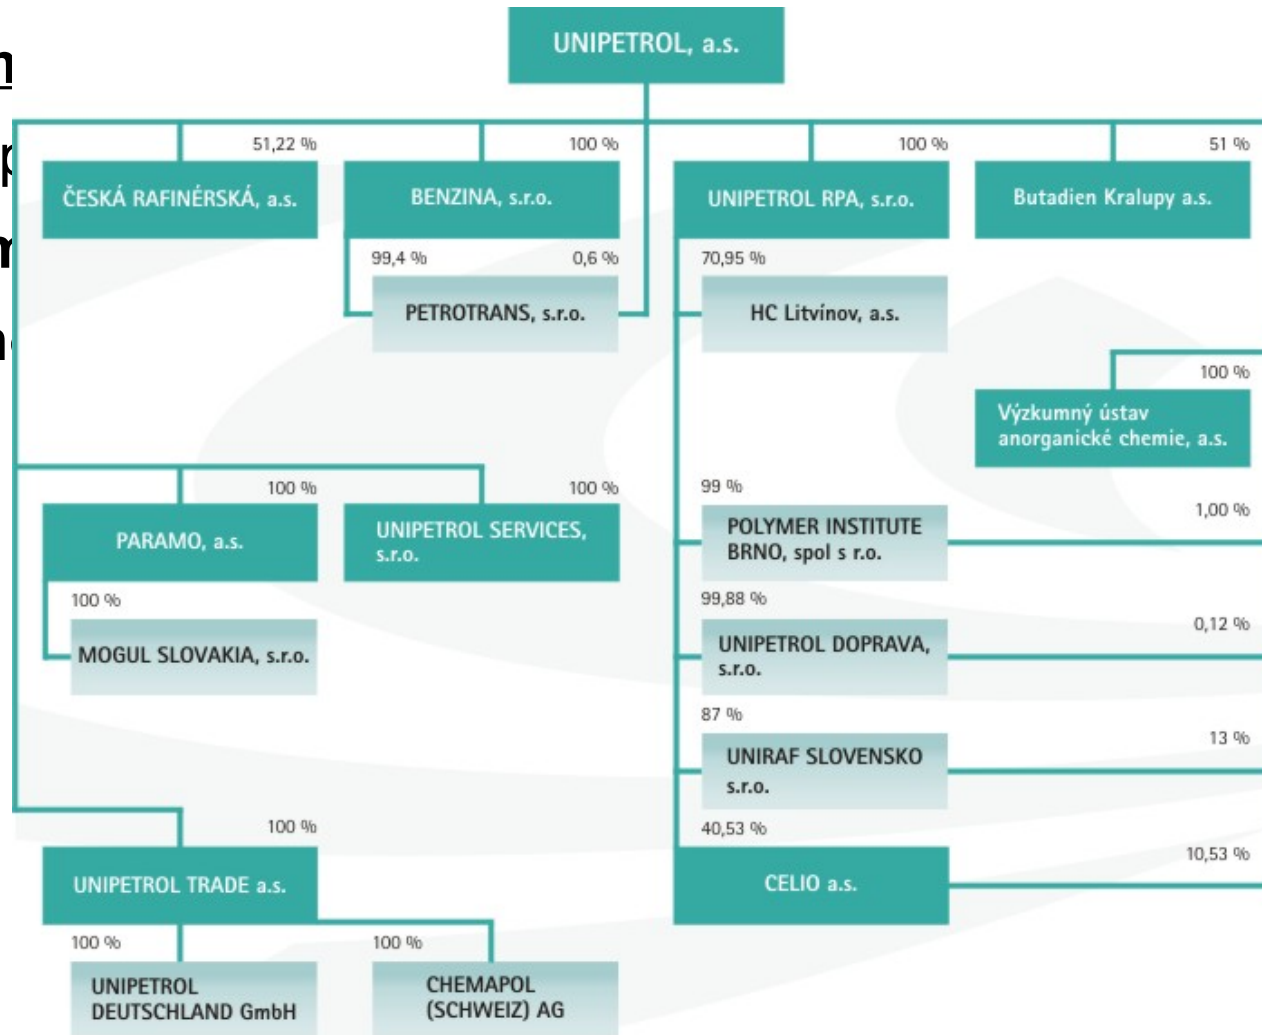 UNIPETROL, a.s.
51,22 %
100 %
100 %
51 %
ČESKÁ RAFINÉRSKÁ, a.s.
BENZINA, s.r.o.
UNIPETROL RPA, s.r.o.
Butadien Kralupy a.s.
99,4 %
0,6 %
70,95 %
PETROTRANS, s.r.o.
HC Litvínov, a.s.
100 %
Výzkumný ústav
anorganické chemie, a.s.
100 %
100 %
99 %
1,00 %
PARAMO, a.s.
UNIPETROL SERVICES,
s.r.o.
POLYMER INSTITUTE
BRNO, spol s r.o.
100 %
99,88 %
0,12 %
MOGUL SLOVAKIA, s.r.o.
UNIPETROL DOPRAVA,
s.r.o.
87 %
13 %
UNIRAF SLOVENSKO
s.r.o.
100 %
40,53 %
10,53 %
UNIPETROL TRADE a.s.
CELIO a.s.
100 %
100 %
UNIPETROL
DEUTSCHLAND GmbH
CHEMAPOL
(SCHWEIZ) AG